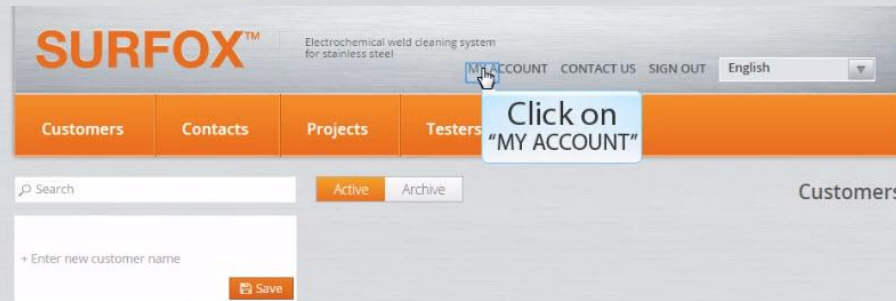 SURFOX™
Electrochemical weld cleaning system
for stainless steel
MY ACCOUNT CONTACT US SIGN OUT English
Customers Contacts Projects Testers
Click on
"MY ACCOUNT"
Search
Active Archive
Customers
+ Enter new customer name
Save